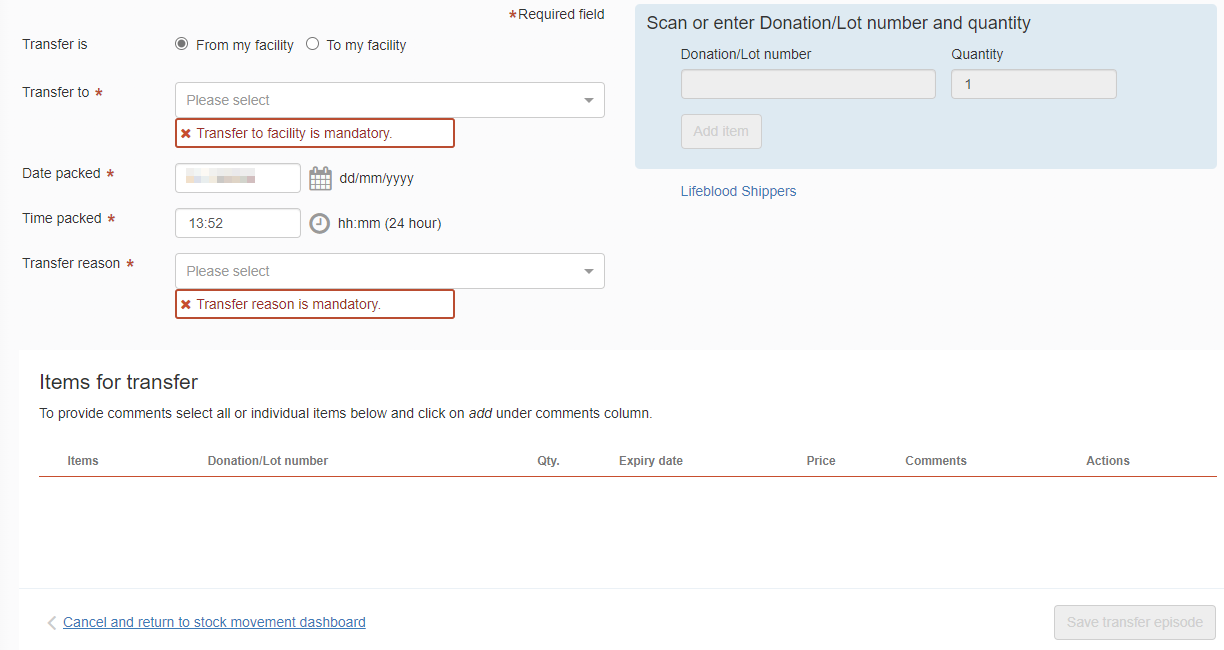 *Required field
Transfer is
From my facility
To my facility
Transfer to *
Please select
Transfer to facility is mandatory.
Date packed *
dd/mm/yyyy
Time packed *
13:52
hh:mm (24 hour)
Transfer reason *
Please select
Transfer reason is mandatory.
Scan or enter Donation/Lot number and quantity
Donation/Lot number
Quantity
1
Add item
Lifeblood Shippers
Items for transfer
To provide comments select all or individual items below and click on add under comments column.
Items Donation/Lot number Qty. Expiry date Price Comments Actions
Cancel and return to stock movement dashboard
Save transfer episode